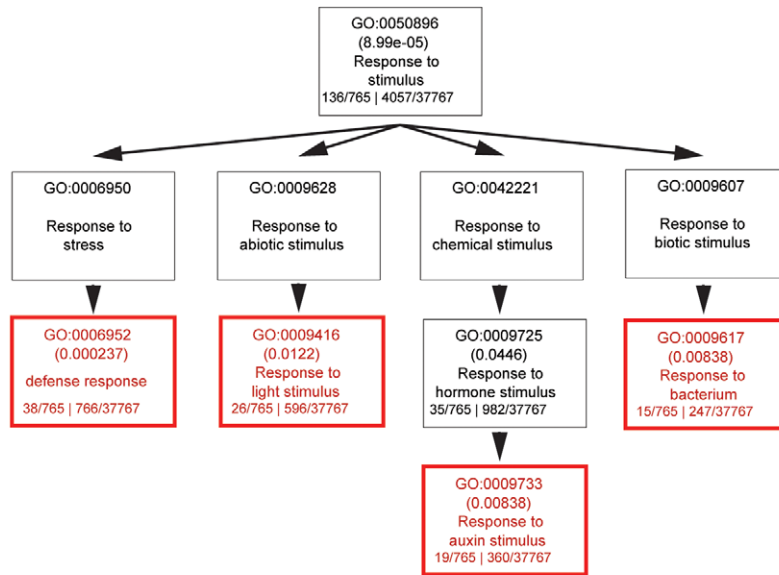 GO:0050896
(8.99e-05)
Response to
stimulus
136/765 | 4057/37767
GO:0006950
Response to
stress
GO:0009628
Response to
abiotic stimulus
GO:0042221
Response to
chemical stimulus
GO:0009607
Response to
biotic stimulus
GO:0006952
(0.000237)
defense response
38/765 | 766/37767
GO:0009416
(0.0122)
Response to
light stimulus
26/765 | 596/37767
GO:0009725
(0.0446)
Response to
hormone stimulus
35/765 | 982/37767
GO:0009617
(0.00838)
Response to
bacterium
15/765 | 247/37767
GO:0009733
(0.00838)
Response to
auxin stimulus
19/765 | 360/37767